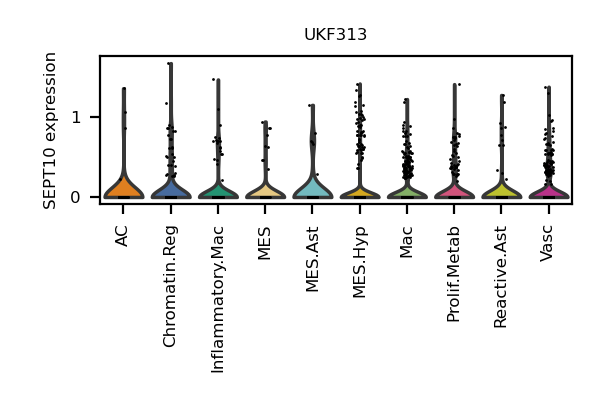 UKF313
SEPT10 expression
1
0
AC
Chromatin.Reg
Inflammatory.Mac
MES
MES.Ast
MES.Hyp
Mac
Prolif.Metab
Reactive.Ast
Vasc